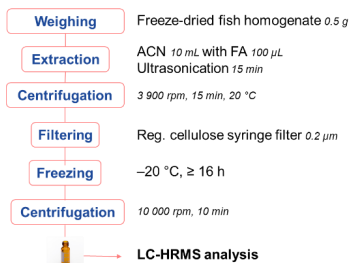 Weighing Freeze-dried fish homogenate 0.5 g
Extraction ACN 10 mL with FA 100 µL
Ultrasonication 15 min
Centrifugation 3 900 rpm, 15 min, 20 °C
Filtering Reg. cellulose syringe filter 0.2 µm
Freezing –20 °C, ≥ 16 h
Centrifugation 10 000 rpm, 10 min
LC-HRMS analysis